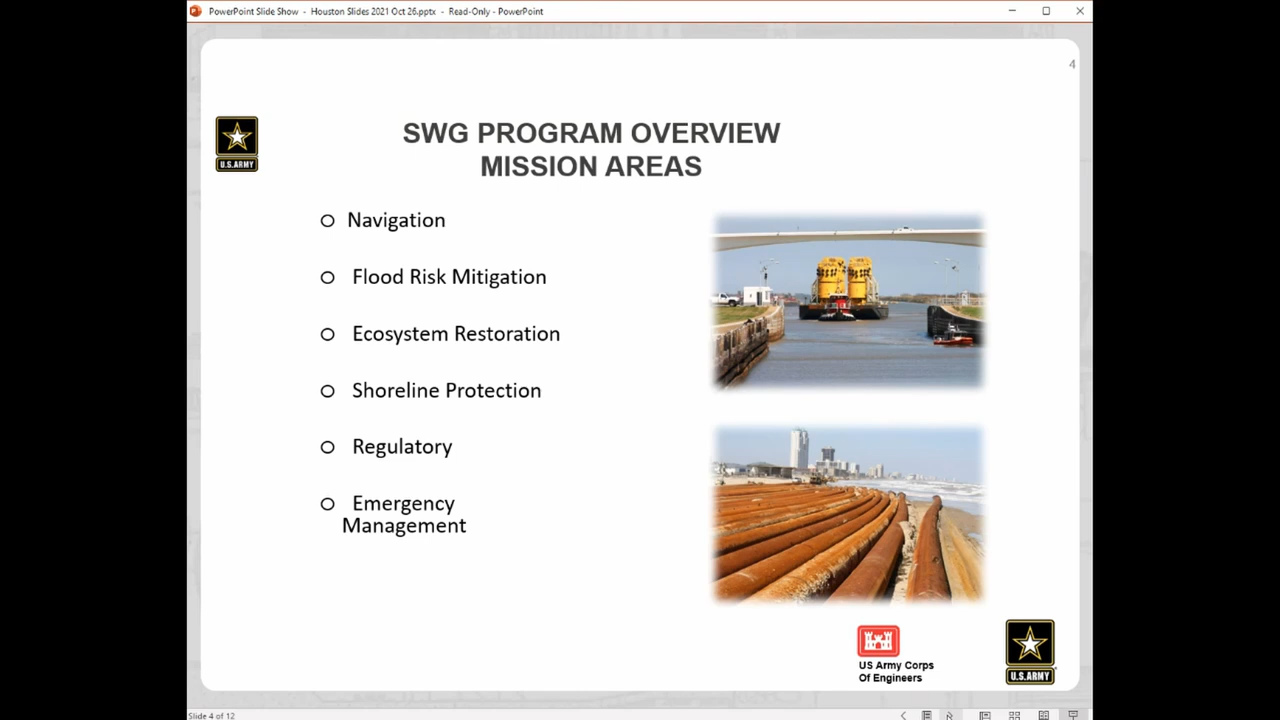 PowerPoint Slide Show - Houston Slides 2021 Oct 26.pptx - Read-Only - PowerPoint
4
U.S.ARMY
SWG PROGRAM OVERVIEW
MISSION AREAS
Navigation
Flood Risk Mitigation
Ecosystem Restoration
Shoreline Protection
Regulatory
Emergency
Management
US Army Corps
Of Engineers
U.S.ARMY
Slide 4 of 12